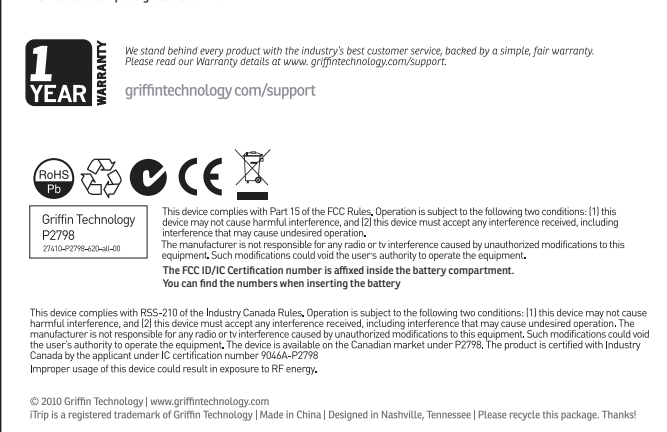 1
YEAR
WARRANTY
We stand behind every product with the industry's best customer service, backed by a simple, fair warranty.
Please read our Warranty details at www. griffintechnology.com/support.
griffintechnology com/support
RoHS
Pb
CE
Griffin Technology
P2798
27410-P2798-620-all-00
This device complies with Part 15 of the FCC Rules. Operation is subject to the following two conditions: (1) this
device may not cause harmful interference, and (2) this device must accept any interference received, including
interference that may cause undesired operation.
The manufacturer is not responsible for any radio or tv interference caused by unauthorized modifications to this
equipment. Such modifications could void the user's authority to operate the equipment.
The FCC ID/IC Certification number is affixed inside the battery compartment.
You can find the numbers when inserting the battery
This device complies with RSS-210 of the Industry Canada Rules. Operation is subject to the following two conditions: (1) this device may not cause
harmful interference, and (2) this device must accept any interference received, including interference that may cause undesired operation. The
manufacturer is not responsible for any radio or tv interference caused by unauthorized modifications to this equipment. Such modifications could void
the user's authority to operate the equipment. The device is available on the Canadian market under P2798. The product is certified with Industry
Canada by the applicant under IC certification number 9046A-P2798
Improper usage of this device could result in exposure to RF energy.
© 2010 Griffin Technology | www.griffintechnology.com
iTrip is a registered trademark of Griffin Technology | Made in China | Designed in Nashville, Tennessee | Please recycle this package. Thanks!